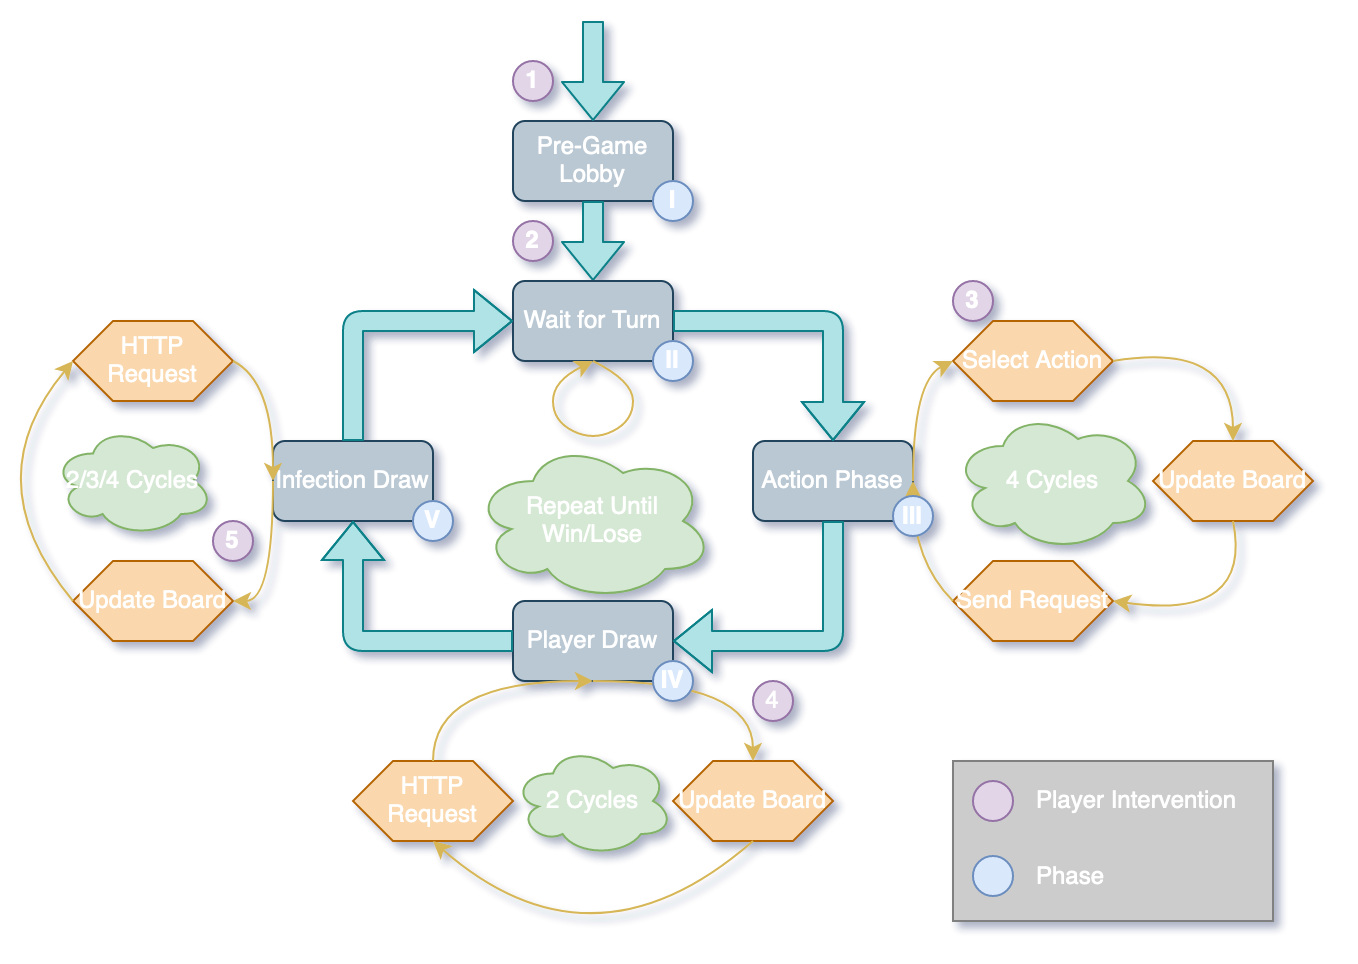 1
Pre-Game
Lobby
I
2
Wait for Turn
II
3
Select Action
HTTP
Request
2/3/4 Cycles
Infection Draw
V
Repeat Until
Win/Lose
Action Phase
III
4 Cycles
Update Board
5
Update Board
Send Request
Player Draw
IV
4
HTTP
Request
2 Cycles
Update Board
Player Intervention
Phase